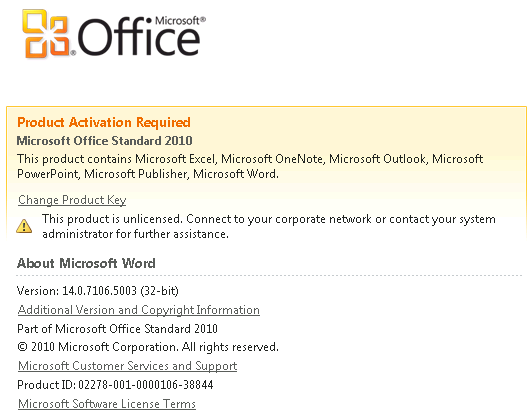 Microsoft®
Office
Product Activation Required
Microsoft Office Standard 2010
This product contains Microsoft Excel, Microsoft OneNote, Microsoft Outlook, Microsoft
PowerPoint, Microsoft Publisher, Microsoft Word.
Change Product Key
This product is unlicensed. Connect to your corporate network or contact your system
administrator for further assistance.
About Microsoft Word
Version: 14.0.7106.5003 (32-bit)
Additional Version and Copyright Information
Part of Microsoft Office Standard 2010
© 2010 Microsoft Corporation. All rights reserved.
Microsoft Customer Services and Support
Product ID: 02278-001-0000106-38844
Microsoft Software License Terms